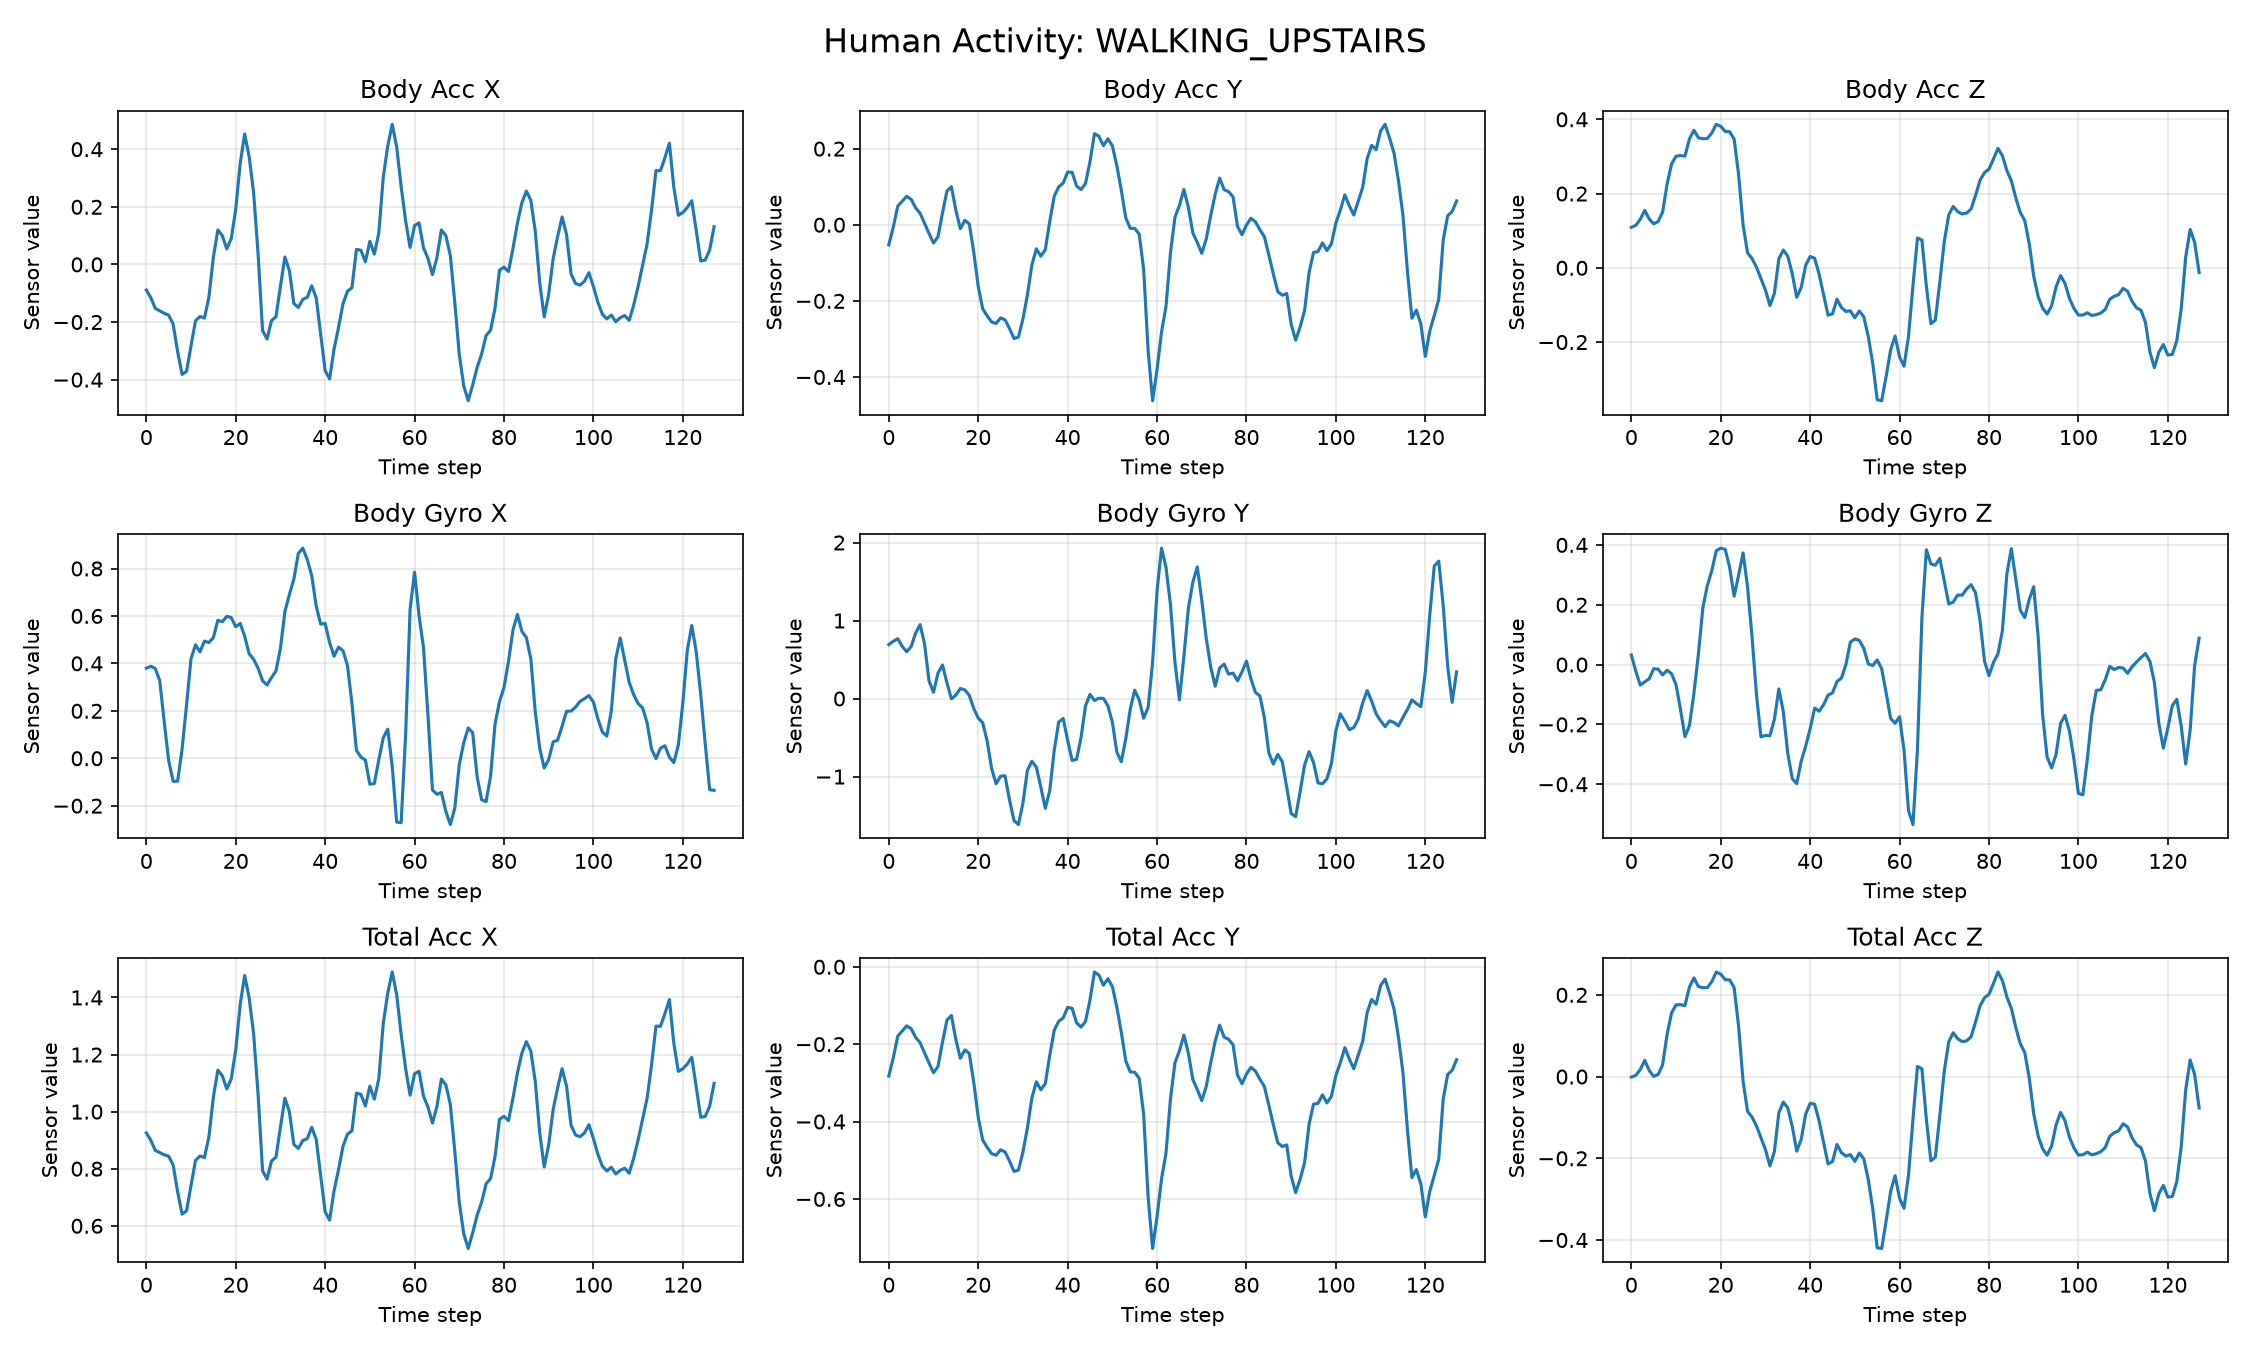 Human Activity: WALKING_UPSTAIRS
Body Acc X
Sensor value
0.4
0.2
0.0
−0.2
−0.4
0 20 40 60 80 100 120
Time step
Body Acc Y
Sensor value
0.2
0.0
−0.2
−0.4
0 20 40 60 80 100 120
Time step
Body Acc Z
Sensor value
0.4
0.2
0.0
−0.2
0 20 40 60 80 100 120
Time step
Body Gyro X
Sensor value
0.8
0.6
0.4
0.2
0.0
−0.2
0 20 40 60 80 100 120
Time step
Body Gyro Y
Sensor value
2
1
0
−1
0 20 40 60 80 100 120
Time step
Body Gyro Z
Sensor value
0.4
0.2
0.0
−0.2
−0.4
0 20 40 60 80 100 120
Time step
Total Acc X
Sensor value
1.4
1.2
1.0
0.8
0.6
0 20 40 60 80 100 120
Time step
Total Acc Y
Sensor value
0.0
−0.2
−0.4
−0.6
0 20 40 60 80 100 120
Time step
Total Acc Z
Sensor value
0.2
0.0
−0.2
−0.4
0 20 40 60 80 100 120
Time step